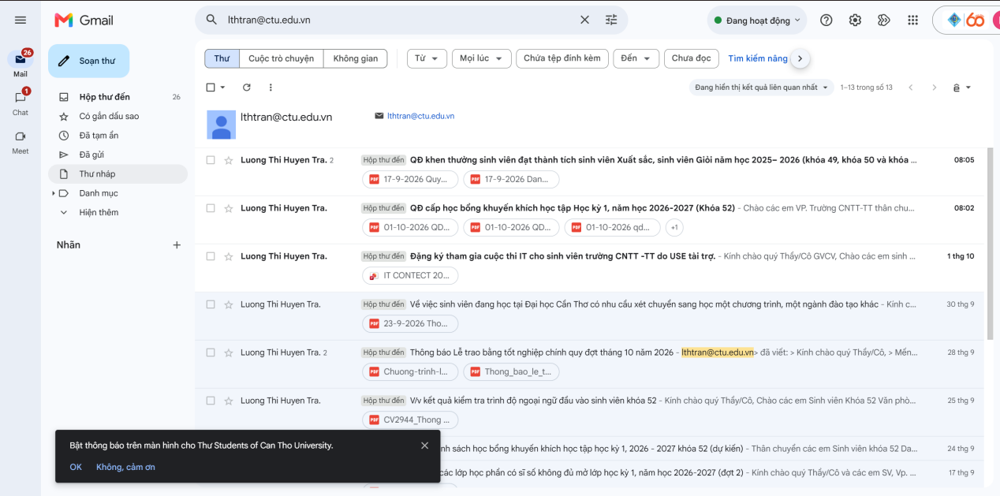 Gmail
lthtran@ctu.edu.vn
Đang hoạt động
60
26
Mail
1
Chat
Meet
Soạn thư
Hộp thư đến 26
Có gắn dấu sao
Đã tạm ẩn
Đã gửi
Thư nháp
Danh mục
Hiện thêm
Nhãn
Thư Cuộc trò chuyện Không gian Từ Mọi lúc Chứa tệp đính kèm Đến Chưa đọc Tìm kiếm nâng
Đang hiển thị kết quả liên quan nhất 1–13 trong số 13
lthtran@ctu.edu.vn lthtran@ctu.edu.vn
Luong Thi Huyen Tra. 2 Hộp thư đến QĐ khen thưởng sinh viên đạt thành tích sinh viên Xuất sắc, sinh viên Giỏi năm học 2025– 2026 (khóa 49, khóa 50 và khóa ... 08:05
PDF 17-9-2026 Quy... PDF 17-9-2026 Dan...
Luong Thi Huyen Tra. Hộp thư đến QĐ cấp học bổng khuyến khích học tập Học kỳ 1, năm học 2026-2027 (Khóa 52) - Chào các em VP. Trường CNTT-TT thân chu... 08:02
PDF 01-10-2026 QD... PDF 01-10-2026 QD... PDF 01-10-2026 qd... +1
Luong Thi Huyen Tra. Hộp thư đến Đặng ký tham gia cuộc thi IT cho sinh viên trường CNTT -TT do USE tài trợ. - Kính chào quý Thầy/Cô GVCV, Chào các em sinh ... 1 thg 10
IT CONTECT 20...
Luong Thi Huyen Tra. Hộp thư đến Về việc sinh viên đang học tại Đại học Cần Thơ có nhu cầu xét chuyển sang học một chương trình, một ngành đào tạo khác - Kính c... 30 thg 9
PDF 23-9-2026 Tho...
Luong Thi Huyen Tra. 2 Hộp thư đến Thông báo Lễ trao bằng tốt nghiệp chính quy đợt tháng 10 năm 2026 - lthtran@ctu.edu.vn> đã viết: > Kính chào quý Thầy/Cô, > Mến... 28 thg 9
PDF Chuong-trinh-l... PDF Thong_bao_le_t...
Luong Thi Huyen Tra. Hộp thư đến V/v kết quả kiểm tra trình độ ngoại ngữ đầu vào sinh viên khóa 52 - Kính chào quý Thầy/Cô, Chào các em Sinh viên Khóa 52 Văn phò... 25 thg 9
PDF CV2944_Thong ...
nh sách học bổng khuyến khích học tập học kỳ 1, 2026 - 2027 khóa 52 (dự kiến) - Thân chuyển các em Sinh viên khóa 52 Da... 24 thg 9
các lớp học phần có sĩ số không đủ mở lớp học kỳ 1, năm học 2026-2027 (đợt 2) - Kính chào quý Thầy/Cô và các em SV, Vp. ... 17 thg 9
Bật thông báo trên màn hình cho Thư Students of Can Tho University.
OK Không, cảm ơn